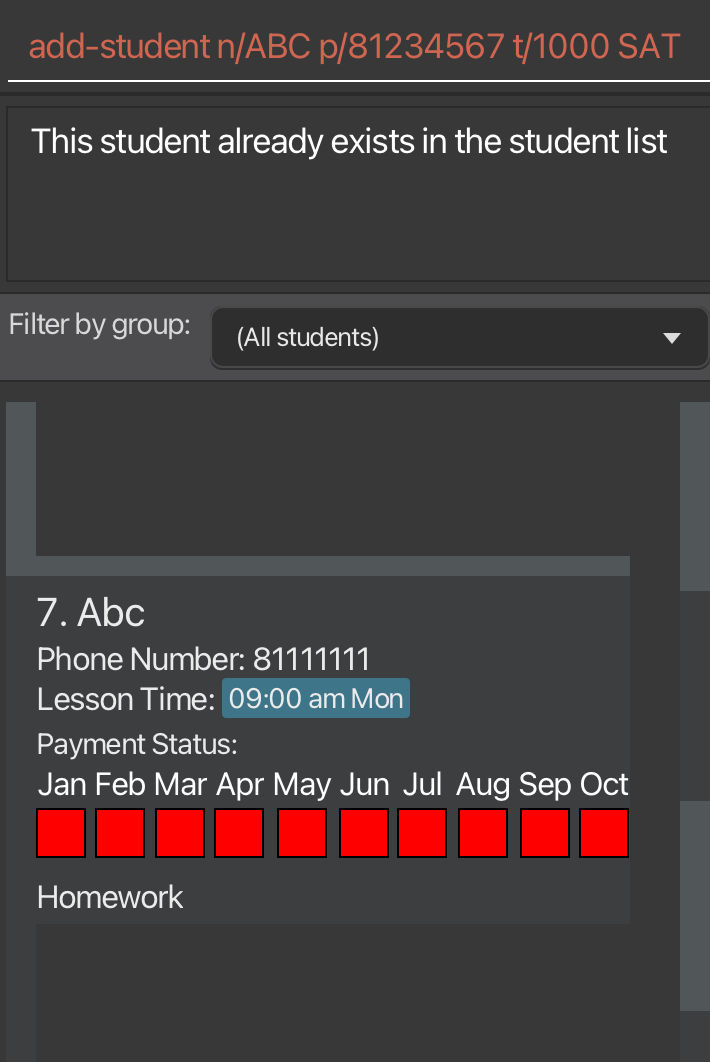 add-student n/ABC p/81234567 t/1000 SAT
This student already exists in the student list
Filter by group: (All students)
7. Abc
Phone Number: 81111111
Lesson Time: 09:00 am Mon
Payment Status:
Jan Feb Mar Apr May Jun Jul Aug Sep Oct
Homework